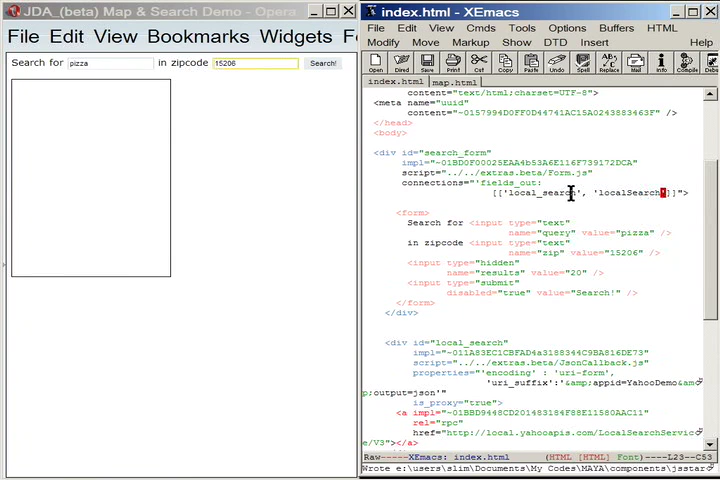 JDA_(beta) Map & Search Demo - Open
File Edit View Bookmarks Widgets
Search for pizza in zipcode 15206 Search!
index.html - XEmacs
File Edit View Cmds Tools Options Buffers HTML
Modify Move Markup Show DTD Insert Help
Open Dired Save Print Cut Copy Paste Undo Spell Replace Mail Info Compile
index.html map.html
content="text/html;charset=UTF-8">
<meta name="uuid"
content="~0157994D0FF0D44741AC15A0243883463F" />
</head>
<body>
<div id="search_form"
impl="~01BD0F00025EAA4b53A6E116F739172DCA"
script="../../extras.beta/Form.js"
connections="'fields_out:
[['local_search', 'localSearch']]">
<form>
Search for <input type="text"
name="query" value="pizza" />
in zipcode <input type="text"
name="zip" value="15206" />
<input type="hidden"
name="results" value="20" />
<input type="submit"
disabled="true" value="Search!" />
</form>
</div>
<div id="local_search"
impl="~011A83EC1CBFAD4a3188344C9BA816DE73"
script="../../extras.beta/JsonCallback.js"
properties="'encoding' : 'uri-form',
'uri_suffix':'&amp;appid=YahooDemo&am
p;output=json'"
is_proxy="true">
<a impl="~01BBD9448CD201483184F88E11580AAC11"
rel="rpc"
href="http://local.yahooapis.com/LocalSearchServic
e/V3"></a>
Raw-----XEmacs: index.html (HTML [HTML] Font)----L23--C53
Wrote e:\users\slim\Documents\My Codes\MAYA\components\jsstar